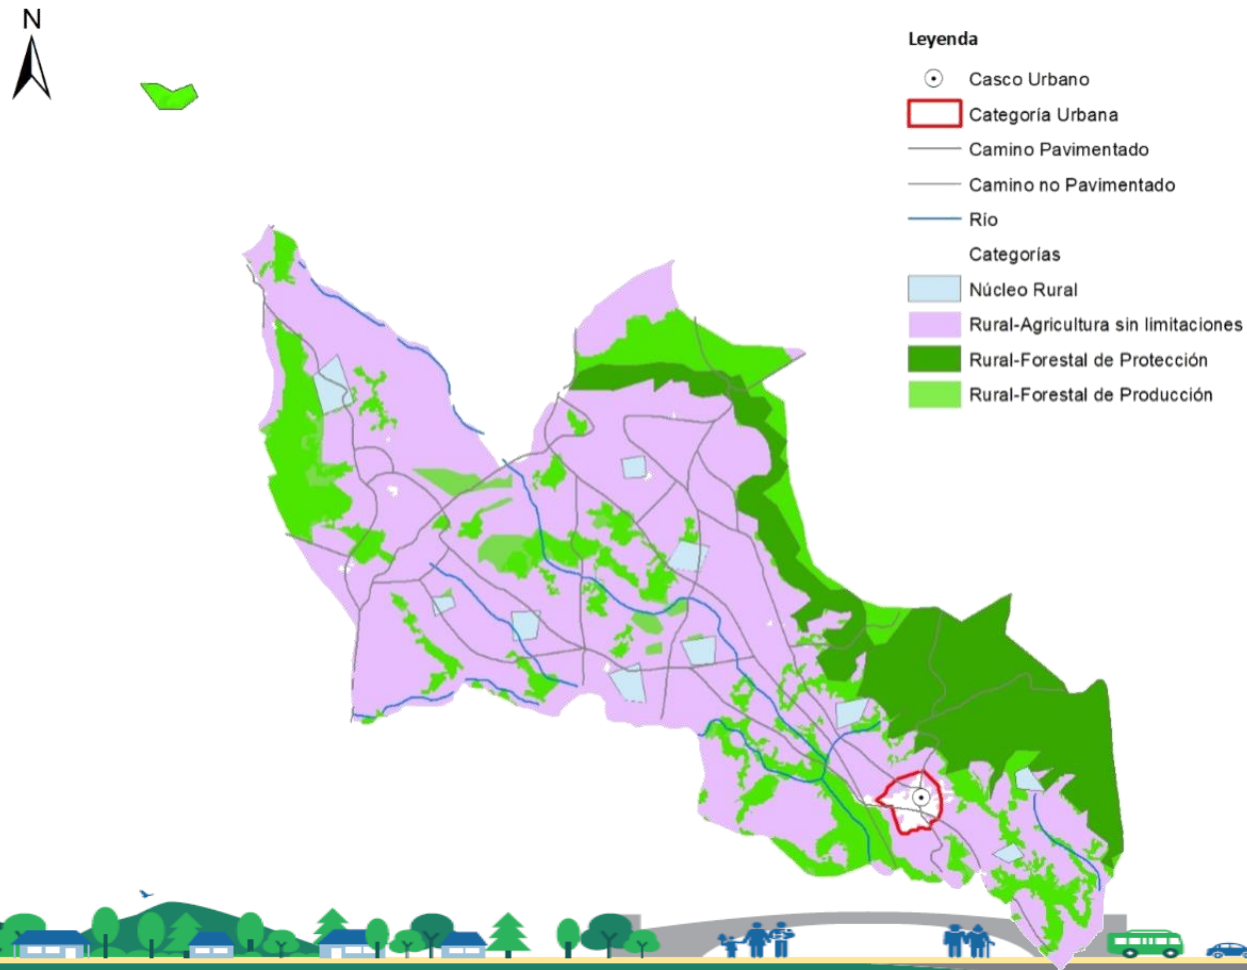 N
Leyenda
Casco Urbano
Categoría Urbana
Camino Pavimentado
Camino no Pavimentado
Río
Categorías
Núcleo Rural
Rural-Agricultura sin limitaciones
Rural-Forestal de Protección
Rural-Forestal de Producción